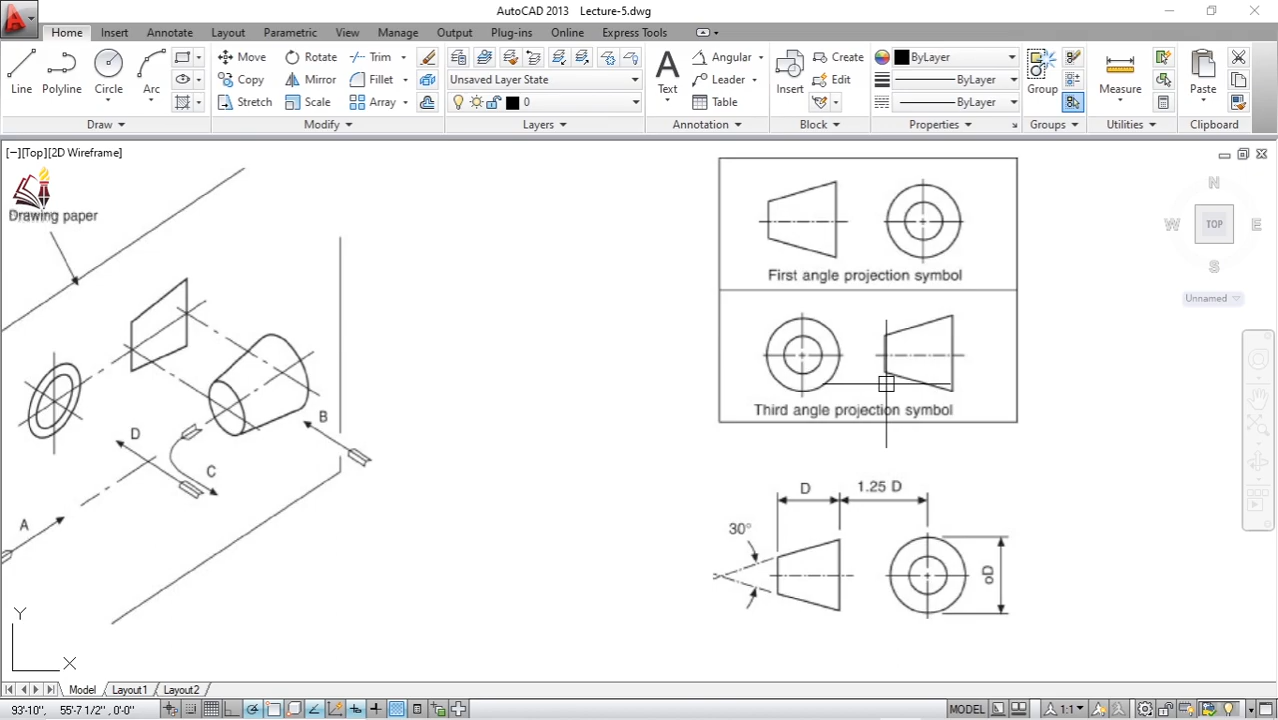 AutoCAD 2013 Lecture-5.dwg
Home Insert Annotate Layout Parametric View Manage Output Plug-ins Online Express Tools
Line Polyline Circle Arc
Move Rotate Trim
Copy Mirror Fillet
Stretch Scale Array
Unsaved Layer State
0
Text Angular
Leader
Table
Insert Create
Edit
ByLayer
ByLayer
ByLayer
Group Measure Paste
Draw Modify Layers Annotation Block Properties Groups Utilities Clipboard
[−][Top][2D Wireframe]
Drawing paper
A
B
C
D
First angle projection symbol
Third angle projection symbol
D 1.25 D
30°
oD
N
W TOP E
S
Unnamed
Y
X
Model Layout1 Layout2
93'-10", 55'-7 1/2" , 0'-0" MODEL 1:1